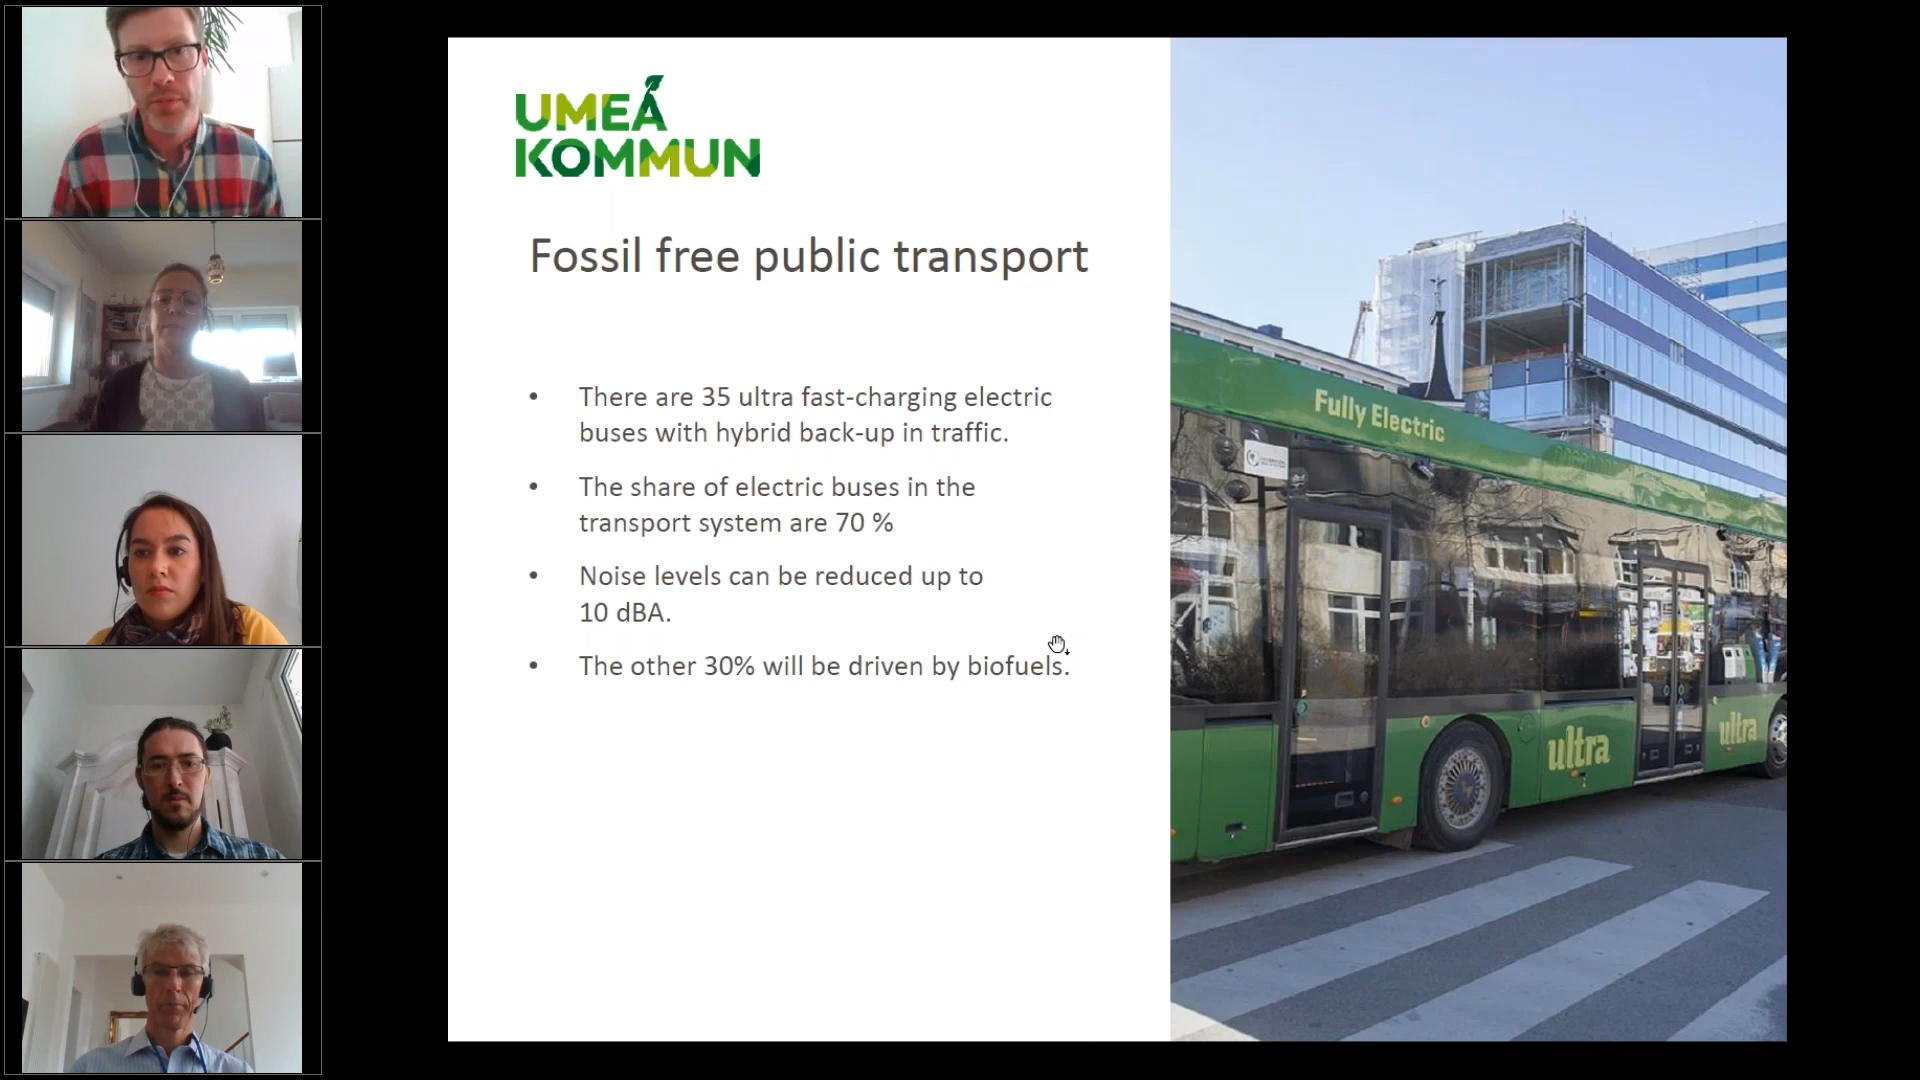 UMEÅ
KOMMUN
Fossil free public transport
• There are 35 ultra fast-charging electric
buses with hybrid back-up in traffic.
• The share of electric buses in the
transport system are 70 %
• Noise levels can be reduced up to
10 dBA.
• The other 30% will be driven by biofuels.
Fully Electric
ultra
ultra